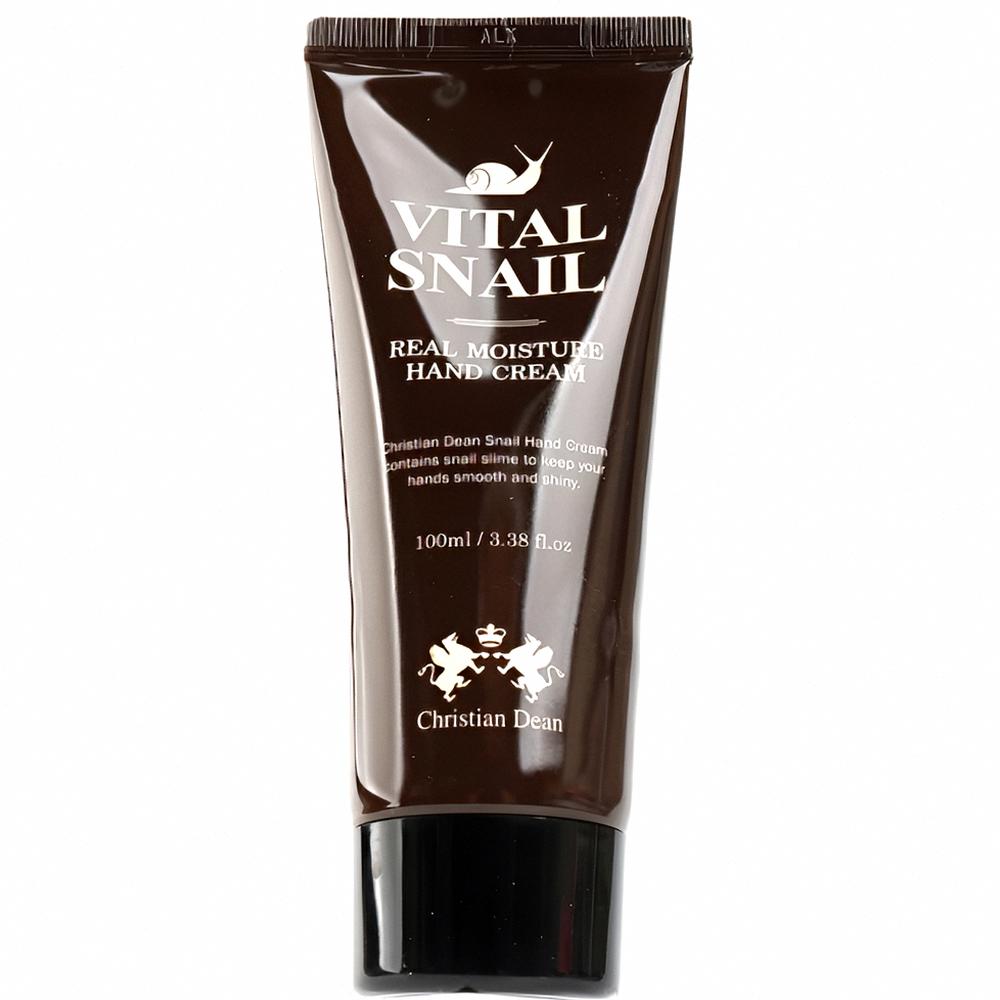 ALX
VITAL
SNAIL
REAL MOISTURE
HAND CREAM
Christian Dean Snail Hand Cream
contains snail slime to keep your
hands smooth and shiny.
100ml / 3.38 fl.oz
Christian Dean